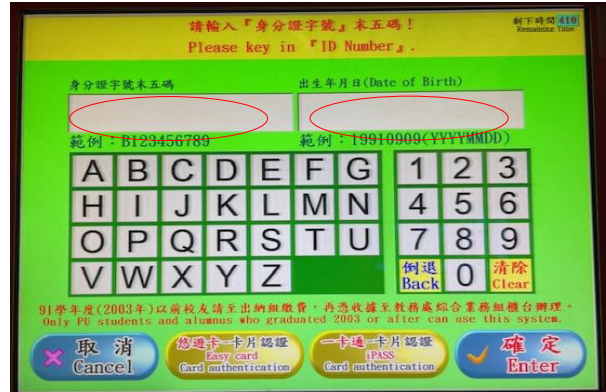 請輸入『身分證字號』末五碼！
剩下時間 410
Please key in 『ID Number』.
Remaining Time
身分證字號末五碼
出生年月日(Date of Birth)
範例：B123456789
範例：19910909(YYYYMMDD)
A B C D E F G 1 2 3
H I J K L M N 4 5 6
O P Q R S T U 7 8 9
V W X Y Z 倒退 Back 0 清除 Clear
91學年度(2003年)以前校友請至出納組繳費，再憑收據至教務處綜合業務組櫃台辦理。
Only PU students and alumnus who graduated 2003 or after can use this system.
取消
Cancel
悠遊卡-卡片認證
Easy card
Card authentication
一卡通-卡片認證
iPASS
Card authentication
確定
Enter